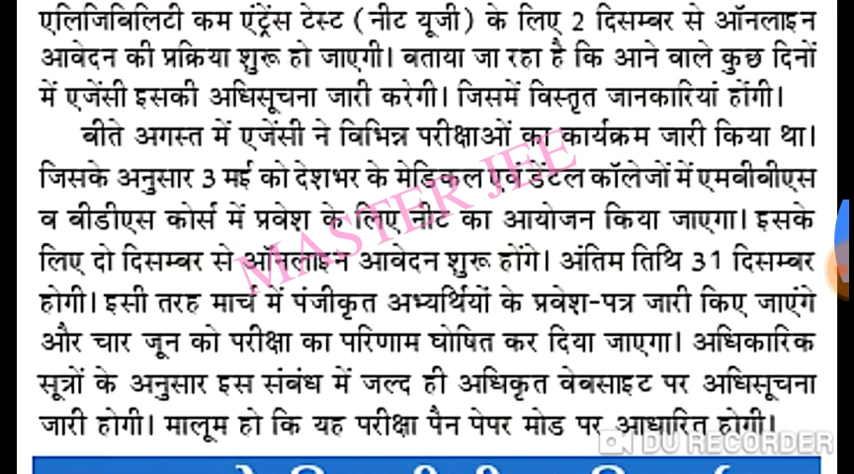 एलिजिबिलिटी कम एंट्रेंस टेस्ट (नीट यूजी) के लिए 2 दिसम्बर से ऑनलाइन
आवेदन की प्रक्रिया शुरू हो जाएगी। बताया जा रहा है कि आने वाले कुछ दिनों
में एजेंसी इसकी अधिसूचना जारी करेगी। जिसमें विस्तृत जानकारियां होंगी।
बीते अगस्त में एजेंसी ने विभिन्न परीक्षाओं का कार्यक्रम जारी किया था।
जिसके अनुसार 3 मई को देशभर के मेडिकल एवं डेंटल कॉलेजों में एमबीबीएस
व बीडीएस कोर्स में प्रवेश के लिए नीट का आयोजन किया जाएगा। इसके
लिए दो दिसम्बर से ऑनलाइन आवेदन शुरू होंगे। अंतिम तिथि 31 दिसम्बर
होगी। इसी तरह मार्च में पंजीकृत अभ्यर्थियों के प्रवेश-पत्र जारी किए जाएंगे
और चार जून को परीक्षा का परिणाम घोषित कर दिया जाएगा। अधिकारिक
सूत्रों के अनुसार इस संबंध में जल्द ही अधिकृत वेबसाइट पर अधिसूचना
जारी होगी। मालूम हो कि यह परीक्षा पैन पेपर मोड पर आधारित होगी।
MASTER JEE
DU RECORDER